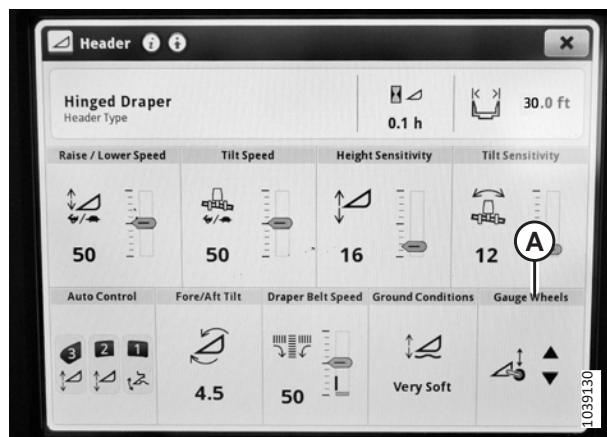 Header i
Hinged Draper
Header Type
0.1 h
30.0 ft
Raise / Lower Speed
Tilt Speed
Height Sensitivity
Tilt Sensitivity
50
50
16
12
A
Auto Control
Fore/Aft Tilt
Draper Belt Speed
Ground Conditions
Gauge Wheels
3 2 1
4.5
50
Very Soft
1039130